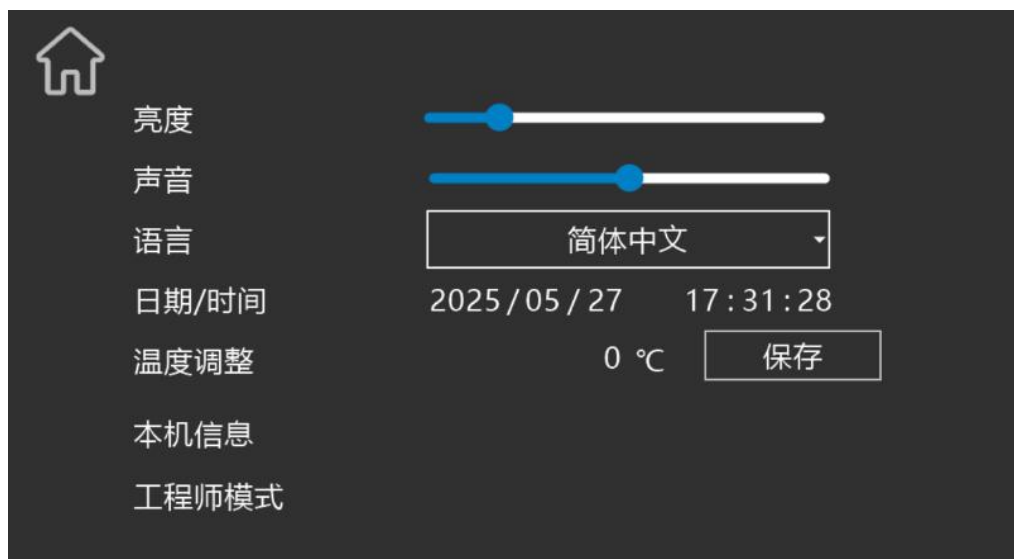 亮度
声音
语言 简体中文
日期/时间 2025/05/27 17:31:28
温度调整 0 ℃ 保存
本机信息
工程师模式